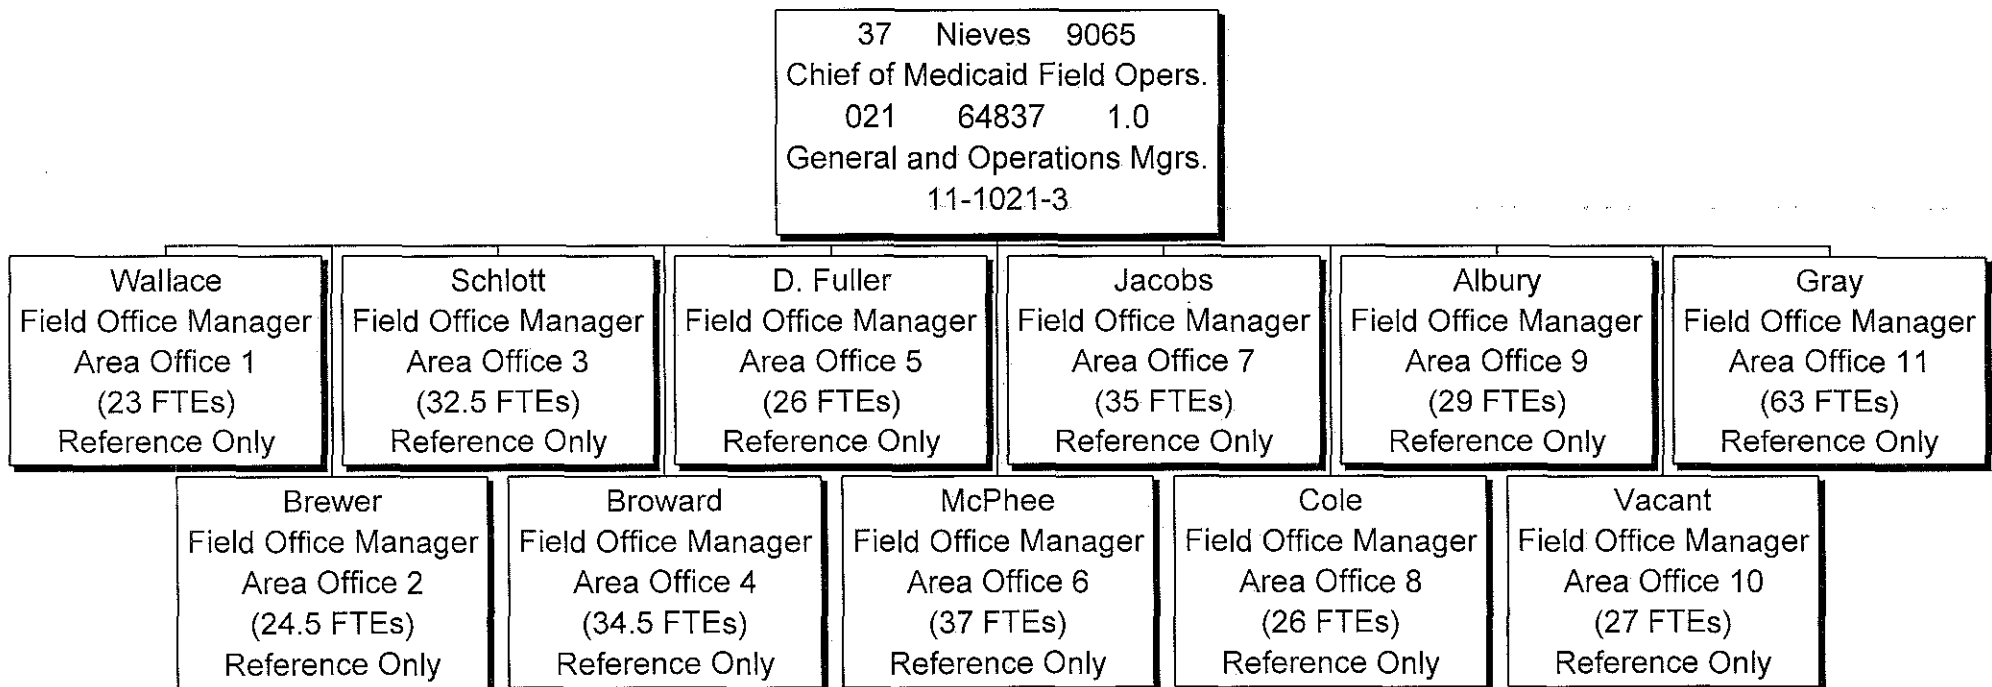 37 Nieves 9065
Chief of Medicaid Field Opers.
021 64837 1.0
General and Operations Mgrs.
11-1021-3
Wallace
Field Office Manager
Area Office 1
(23 FTEs)
Reference Only
Schlott
Field Office Manager
Area Office 3
(32.5 FTEs)
Reference Only
D. Fuller
Field Office Manager
Area Office 5
(26 FTEs)
Reference Only
Jacobs
Field Office Manager
Area Office 7
(35 FTEs)
Reference Only
Albury
Field Office Manager
Area Office 9
(29 FTEs)
Reference Only
Gray
Field Office Manager
Area Office 11
(63 FTEs)
Reference Only
Brewer
Field Office Manager
Area Office 2
(24.5 FTEs)
Reference Only
Broward
Field Office Manager
Area Office 4
(34.5 FTEs)
Reference Only
McPhee
Field Office Manager
Area Office 6
(37 FTEs)
Reference Only
Cole
Field Office Manager
Area Office 8
(26 FTEs)
Reference Only
Vacant
Field Office Manager
Area Office 10
(27 FTEs)
Reference Only